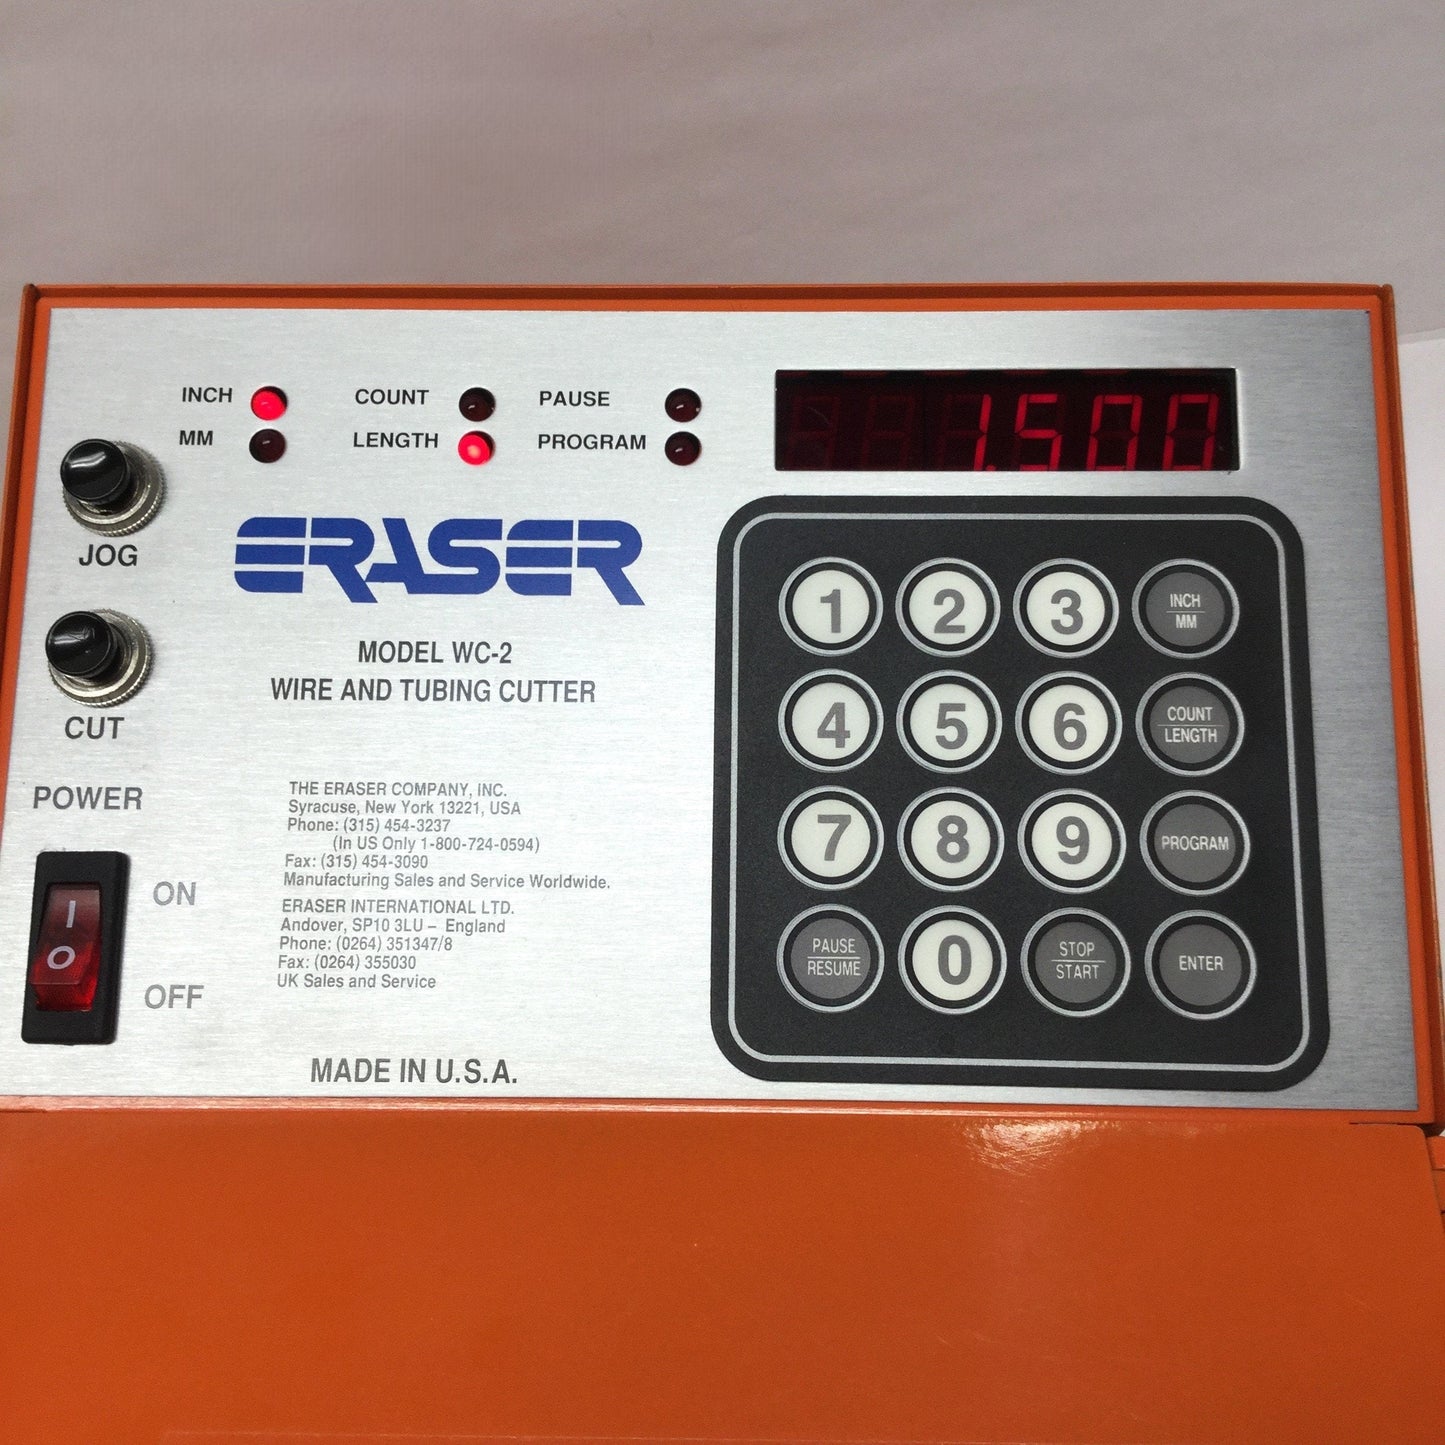 INCH COUNT PAUSE
MM LENGTH PROGRAM
1.500
JOG
ERASER
MODEL WC-2
WIRE AND TUBING CUTTER
CUT
POWER
I
O
ON
OFF
THE ERASER COMPANY, INC.
Syracuse, New York 13221, USA
Phone: (315) 454-3237
(In US Only 1-800-724-0594)
Fax: (315) 454-3090
Manufacturing Sales and Service Worldwide.
ERASER INTERNATIONAL LTD.
Andover, SP10 3LU – England
Phone: (0264) 351347/8
Fax: (0264) 355030
UK Sales and Service
MADE IN U.S.A.
1 2 3 INCH
MM
4 5 6 COUNT
LENGTH
7 8 9 PROGRAM
PAUSE
RESUME
0
STOP
START
ENTER